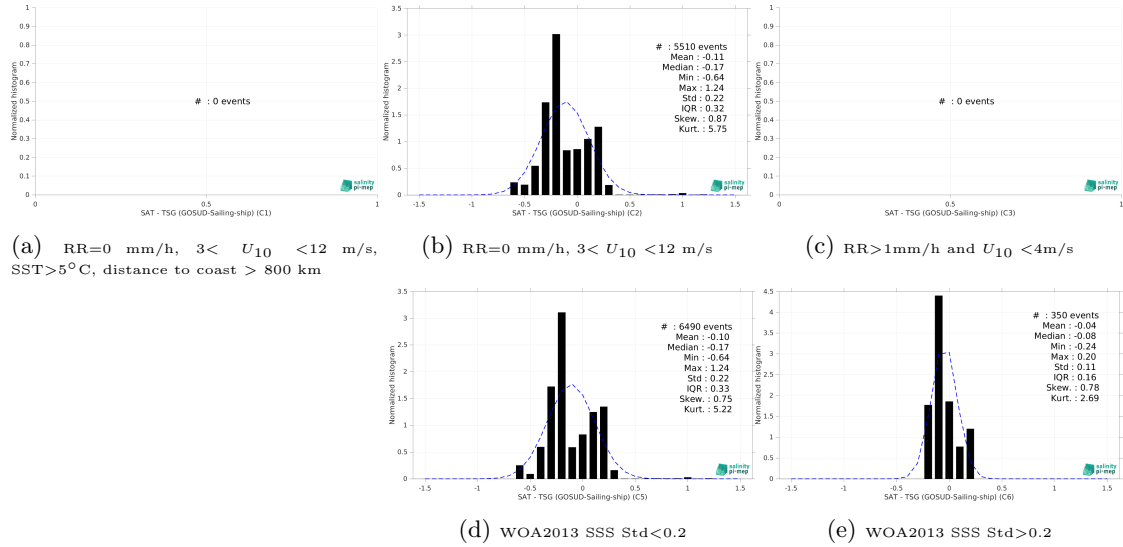 1
0.9
0.8
0.7
0.6
0.5
0.4
0.3
0.2
0.1
0
Normalized histogram
# : 0 events
salinity
pi-mep
0 0.5 1
SAT - TSG (GOSUD-Sailing-ship) (C1)
(a) RR=0 mm/h, 3< U10 <12 m/s,
SST>5°C, distance to coast > 800 km
3.5
3
2.5
2
1.5
1
0.5
0
Normalized histogram
# : 5510 events
Mean : -0.11
Median : -0.17
Min : -0.64
Max : 1.24
Std : 0.22
IQR : 0.32
Skew. : 0.87
Kurt. : 5.75
salinity
pi-mep
-1.5 -1 -0.5 0 0.5 1 1.5
SAT - TSG (GOSUD-Sailing-ship) (C2)
(b) RR=0 mm/h, 3< U10 <12 m/s
1
0.9
0.8
0.7
0.6
0.5
0.4
0.3
0.2
0.1
0
Normalized histogram
# : 0 events
salinity
pi-mep
0 0.5 1
SAT - TSG (GOSUD-Sailing-ship) (C3)
(c) RR>1mm/h and U10 <4m/s
3.5
3
2.5
2
1.5
1
0.5
0
Normalized histogram
# : 6490 events
Mean : -0.10
Median : -0.17
Min : -0.64
Max : 1.24
Std : 0.22
IQR : 0.33
Skew. : 0.75
Kurt. : 5.22
salinity
pi-mep
-1.5 -1 -0.5 0 0.5 1 1.5
SAT - TSG (GOSUD-Sailing-ship) (C5)
(d) WOA2013 SSS Std<0.2
4.5
4
3.5
3
2.5
2
1.5
1
0.5
0
Normalized histogram
# : 350 events
Mean : -0.04
Median : -0.08
Min : -0.24
Max : 0.20
Std : 0.11
IQR : 0.16
Skew. : 0.78
Kurt. : 2.69
salinity
pi-mep
-1.5 -1 -0.5 0 0.5 1 1.5
SAT - TSG (GOSUD-Sailing-ship) (C6)
(e) WOA2013 SSS Std>0.2